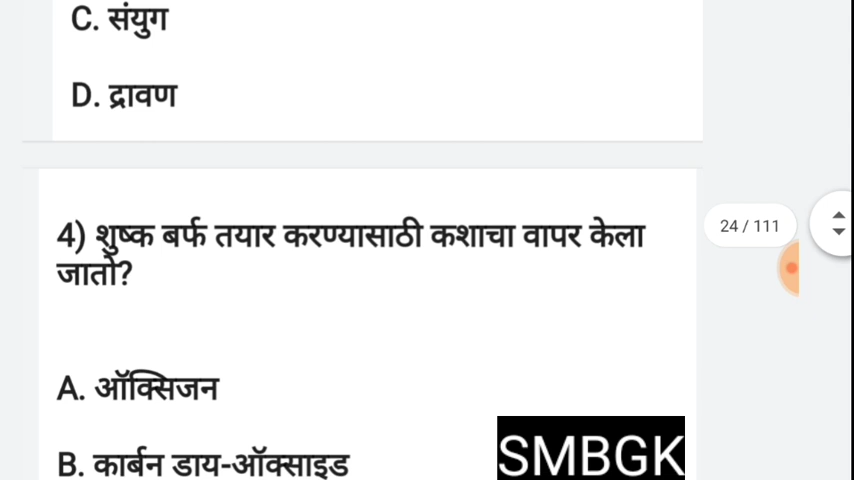 C. संयुग
D. द्रावण
4) शुष्क बर्फ तयार करण्यासाठी कशाचा वापर केला
जातो?
24 / 111
A. ऑक्सिजन
B. कार्बन डाय-ऑक्साइड
SMBGK